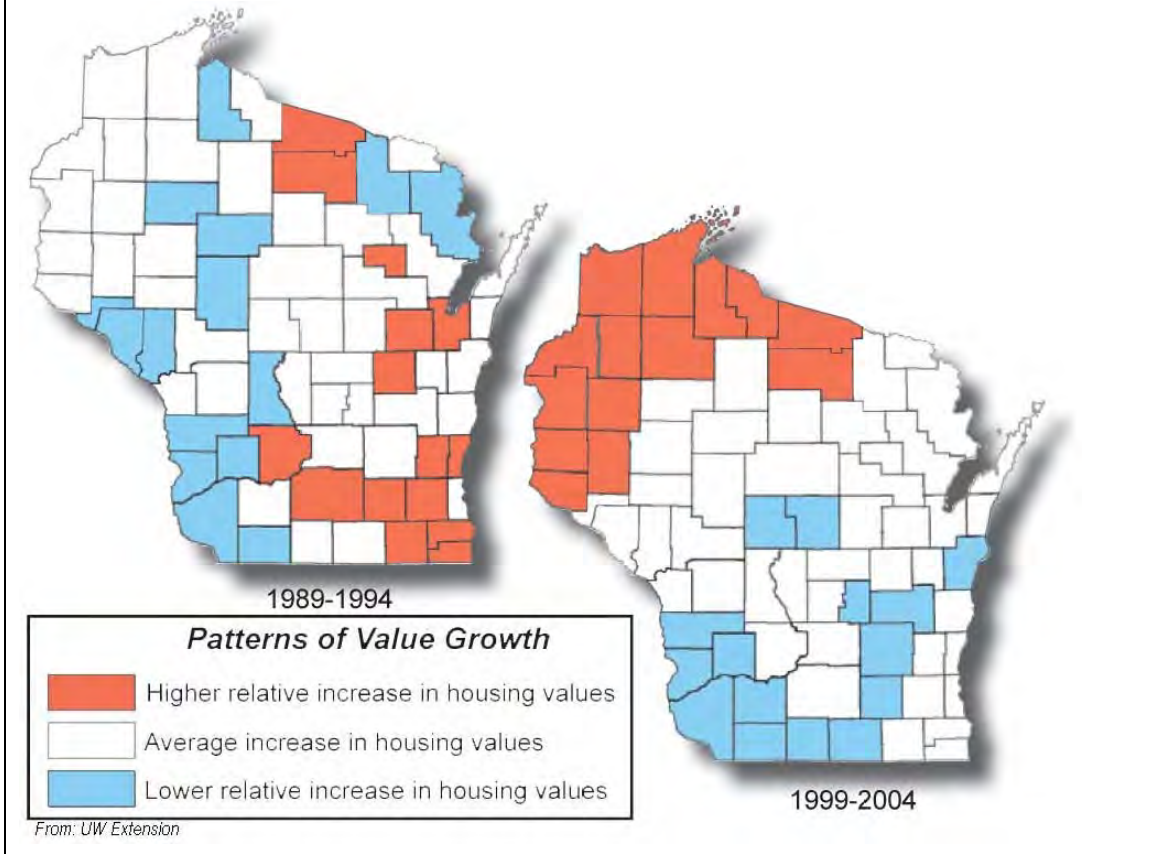 1989-1994
Patterns of Value Growth
Higher relative increase in housing values
Average increase in housing values
Lower relative increase in housing values
1999-2004
From: UW Extension